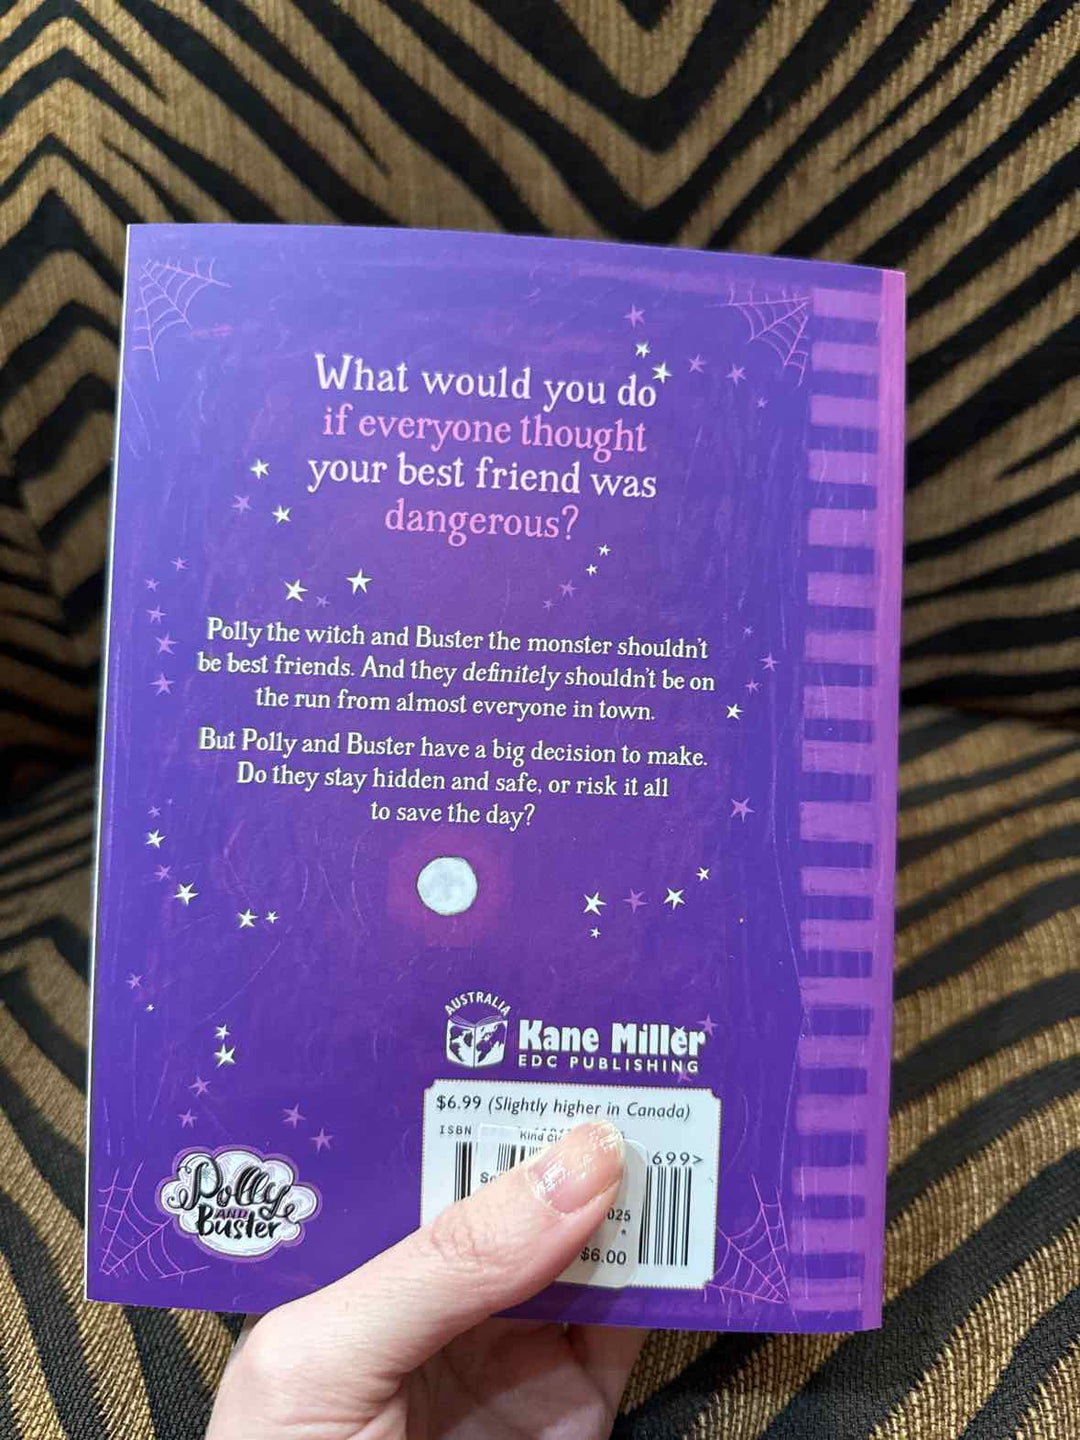 What would you do
if everyone thought
your best friend was
dangerous?
Polly the witch and Buster the monster shouldn't
be best friends. And they definitely shouldn't be on
the run from almost everyone in town.
But Polly and Buster have a big decision to make.
Do they stay hidden and safe, or risk it all
to save the day?
AUSTRALIA
Kane Miller
EDC PUBLISHING
$6.99 (Slightly higher in Canada)
ISBN
Kind
699>
025
*
$6.00
Polly
AND
Buster